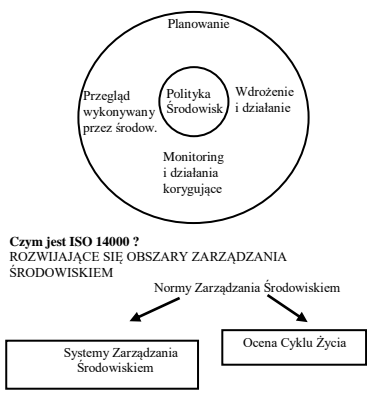 Planowanie
Przegląd
wykonywany
przez środow.
Polityka
Środowisk
Wdrożenie
i działanie
Monitoring
i działania
korygujące
Czym jest ISO 14000 ?
ROZWIJAJĄCE SIĘ OBSZARY ZARZĄDZANIA
ŚRODOWISKIEM
Normy Zarządzania Środowiskiem
Systemy Zarządzania
Środowiskiem
Ocena Cyklu Życia